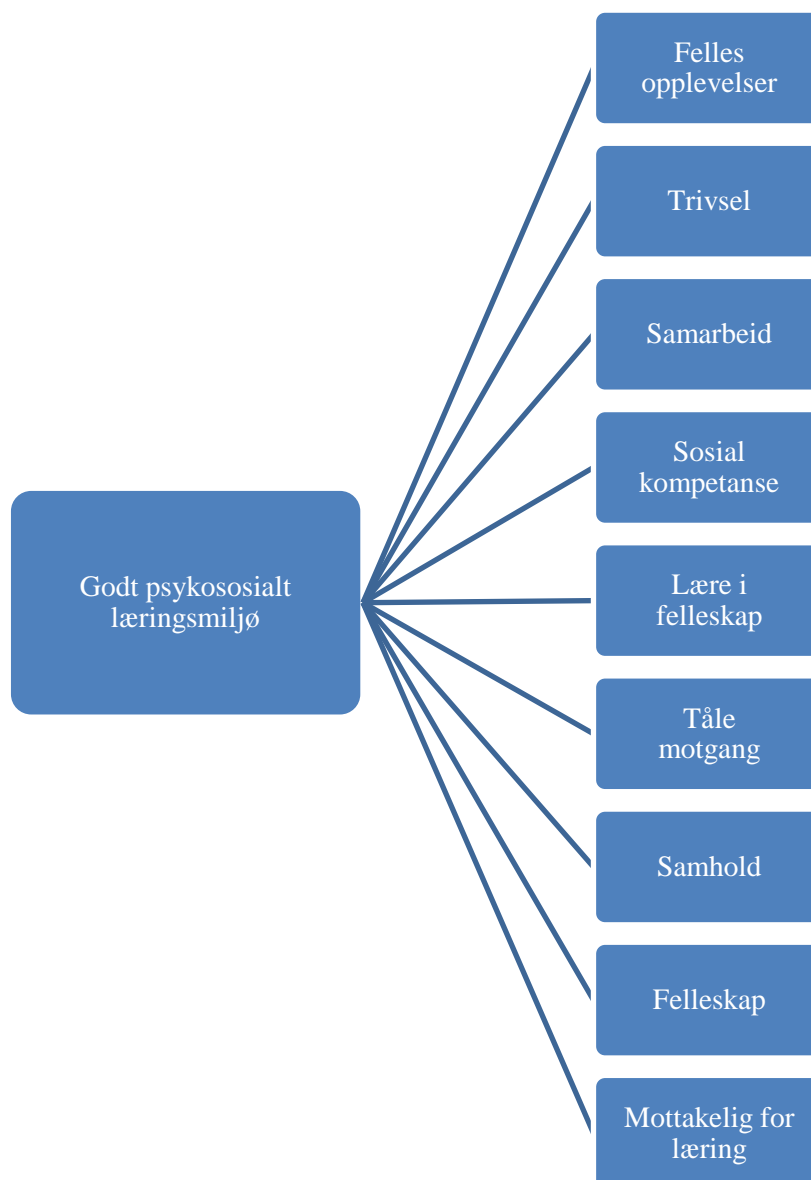 Felles
opplevelser
Trivsel
Samarbeid
Sosial
kompetanse
Godt psykososialt
læringsmiljø
Lære i
felleskap
Tåle
motgang
Samhold
Felleskap
Mottakelig for
læring